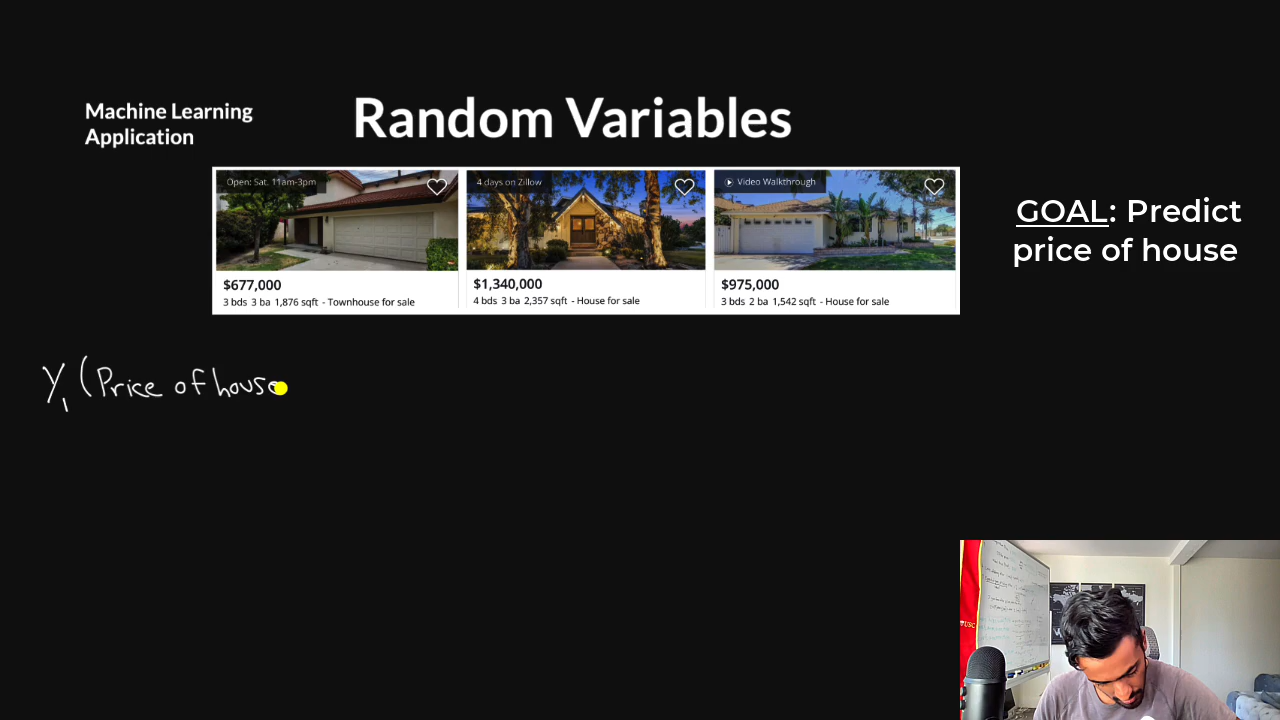 Machine Learning
Application
Random Variables
Open: Sat. 11am-3pm
4 days on Zillow
Video Walkthrough
$677,000
3 bds 3 ba 1,876 sqft - Townhouse for sale
$1,340,000
4 bds 3 ba 2,357 sqft - House for sale
$975,000
3 bds 2 ba 1,542 sqft - House for sale
GOAL: Predict
price of house
Y₁ (Price of house
USC